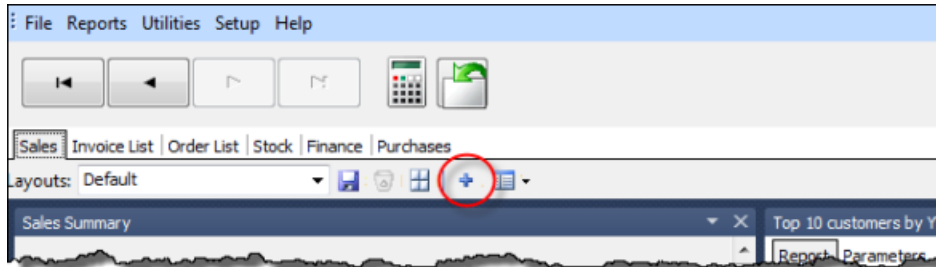 File Reports Utilities Setup Help
Sales Invoice List Order List Stock Finance Purchases
Layouts: Default
Sales Summary Top 10 customers by Y
Report Parameters